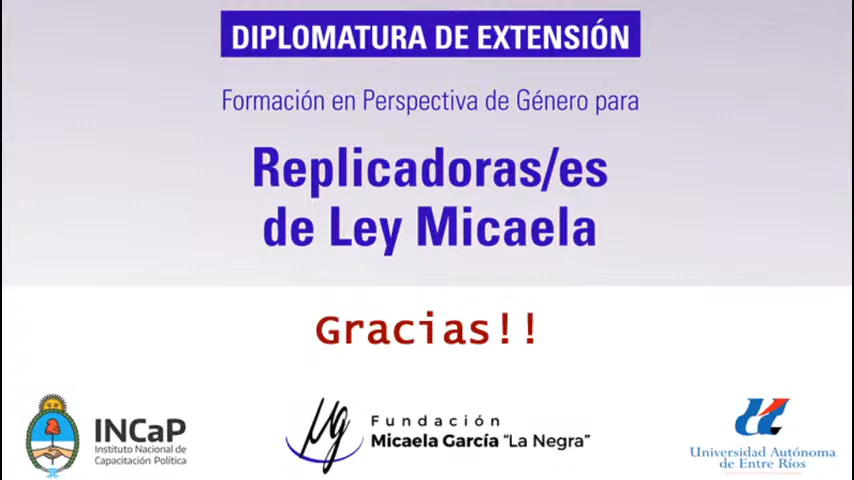 DIPLOMATURA DE EXTENSIÓN
Formación en Perspectiva de Género para
Replicadoras/es
de Ley Micaela
Gracias!!
INCaP
Instituto Nacional de
Capacitación Política
μg
Fundación
Micaela García “La Negra”
Universidad Autónoma
de Entre Ríos